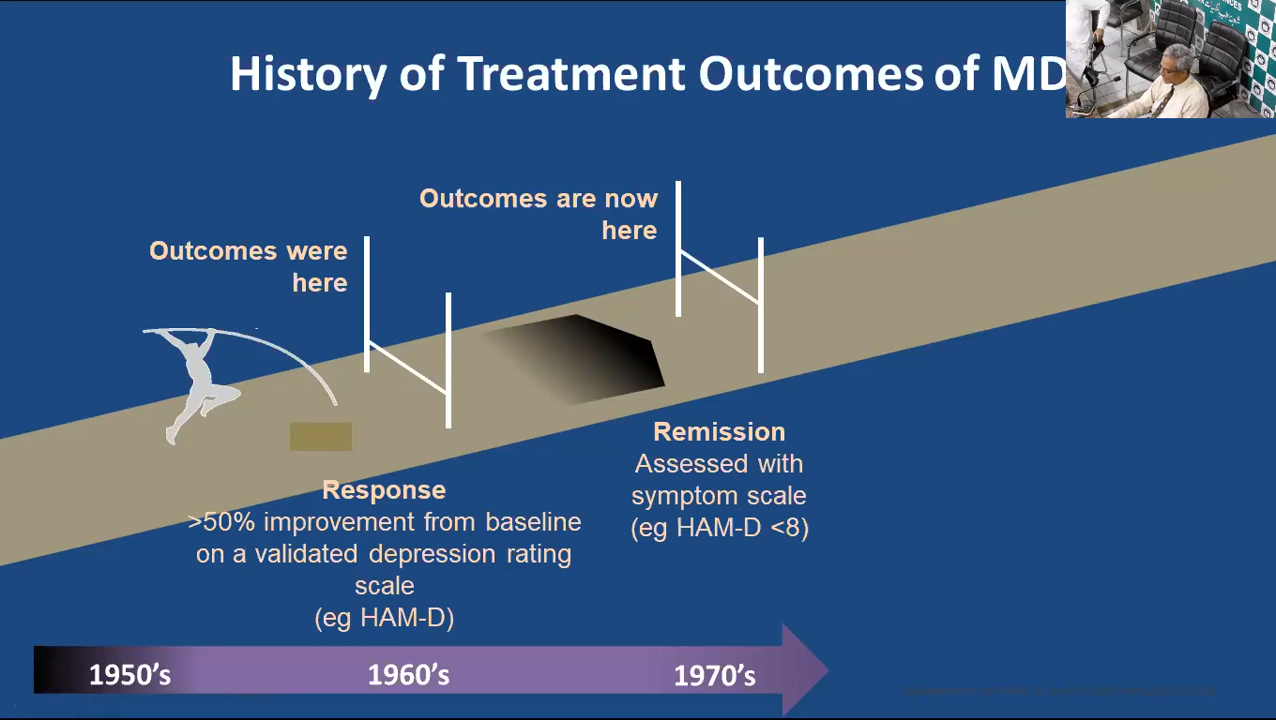 History of Treatment Outcomes of MD
Outcomes are now
here
Outcomes were
here
Remission
Assessed with
symptom scale
(eg HAM-D <8)
Response
>50% improvement from baseline
on a validated depression rating
scale
(eg HAM-D)
1950’s 1960’s 1970’s